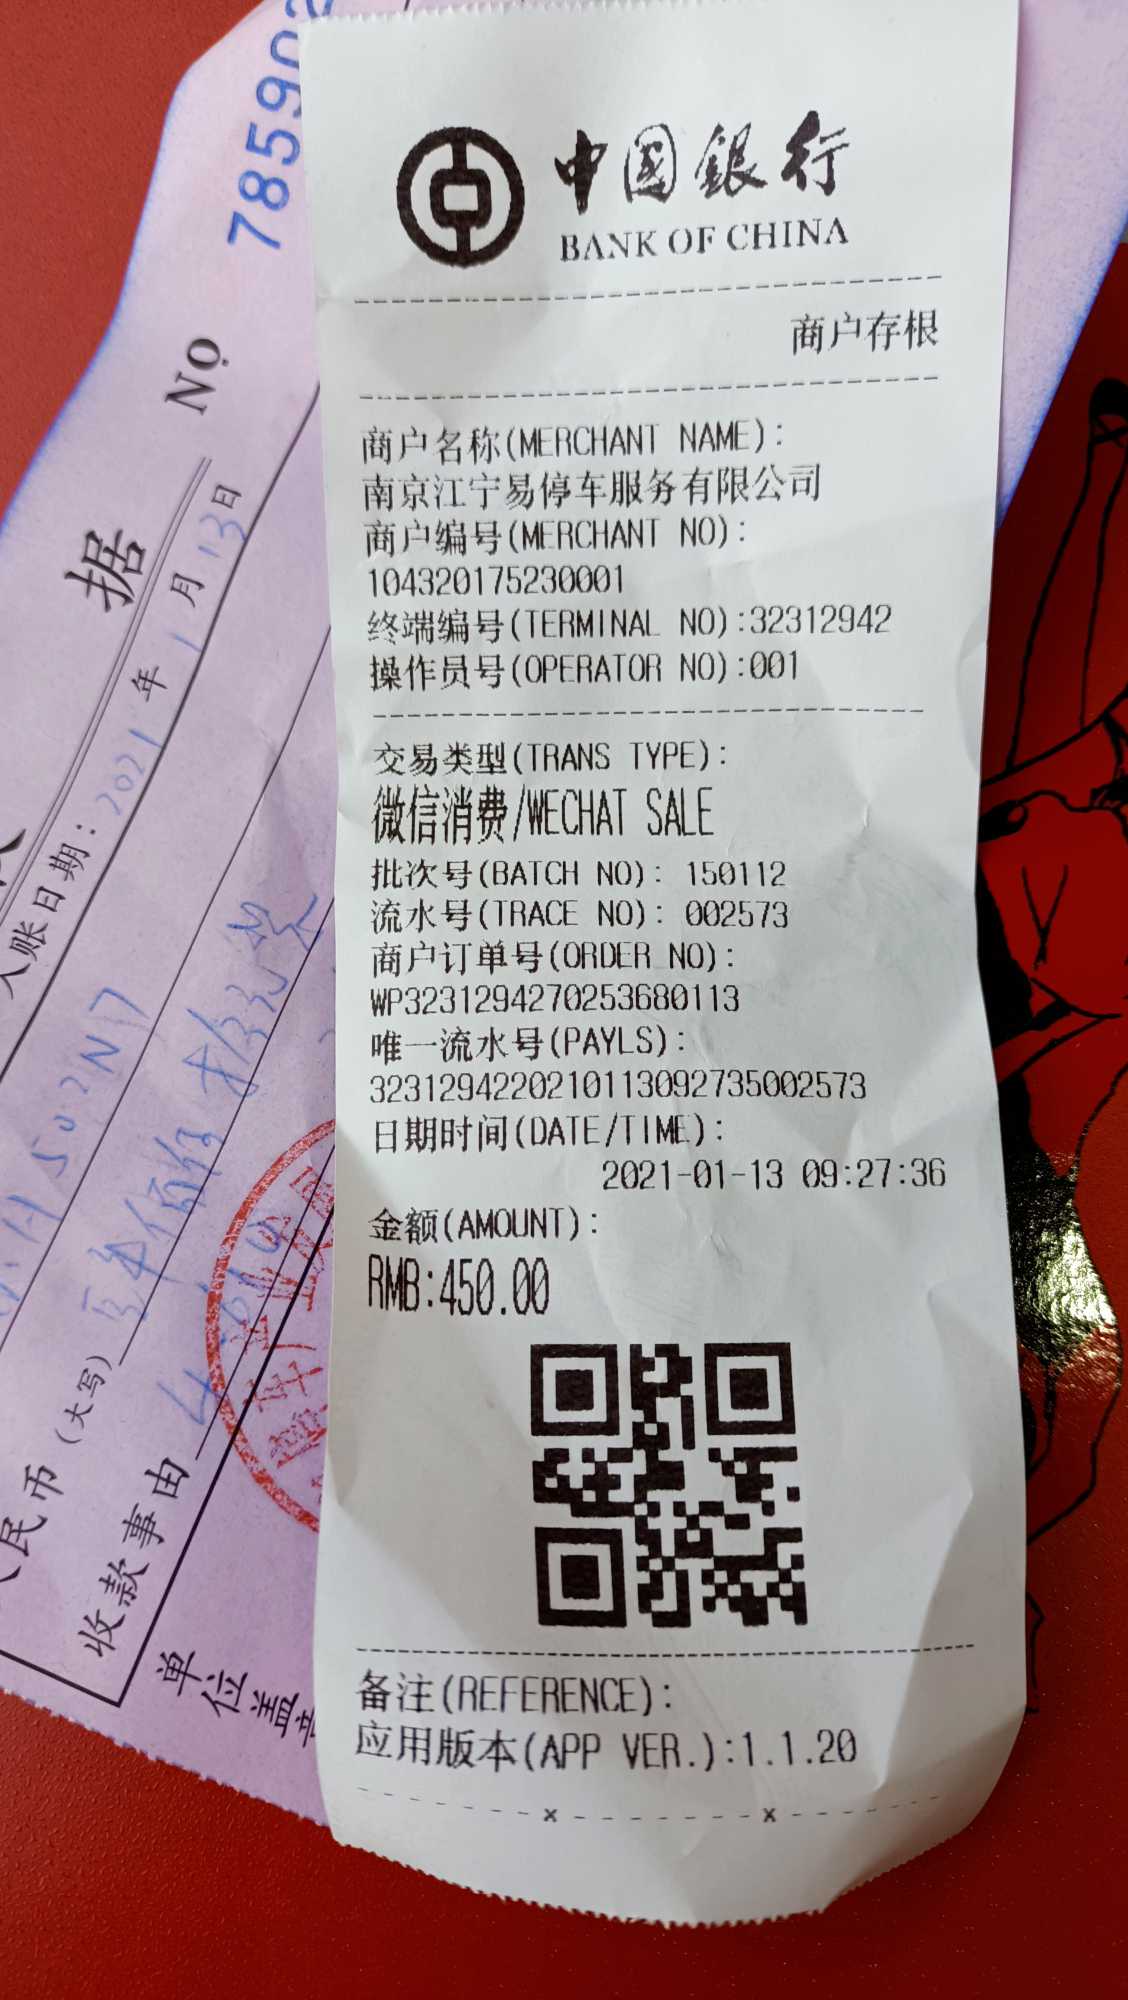 中國銀行
BANK OF CHINA
商户存根
商户名称(MERCHANT NAME):
南京江宁易停车服务有限公司
商户编号(MERCHANT NO):
104320175230001
终端编号(TERMINAL NO):32312942
操作员号(OPERATOR NO):001
交易类型(TRANS TYPE):
微信消费/WECHAT SALE
批次号(BATCH NO): 150112
流水号(TRACE NO): 002573
商户订单号(ORDER NO):
WP32312942702536801​13
唯一流水号(PAYLS):
3231294220210113092735002573
日期时间(DATE/TIME):
2021-01-13 09:27:36
金额(AMOUNT):
RMB:450.00
备注(REFERENCE):
应用版本(APP VER.):1.1.20
据 No 78590
入账日期:2021年1月13日
502N17
民币(大写)
收款事由
单位盖章